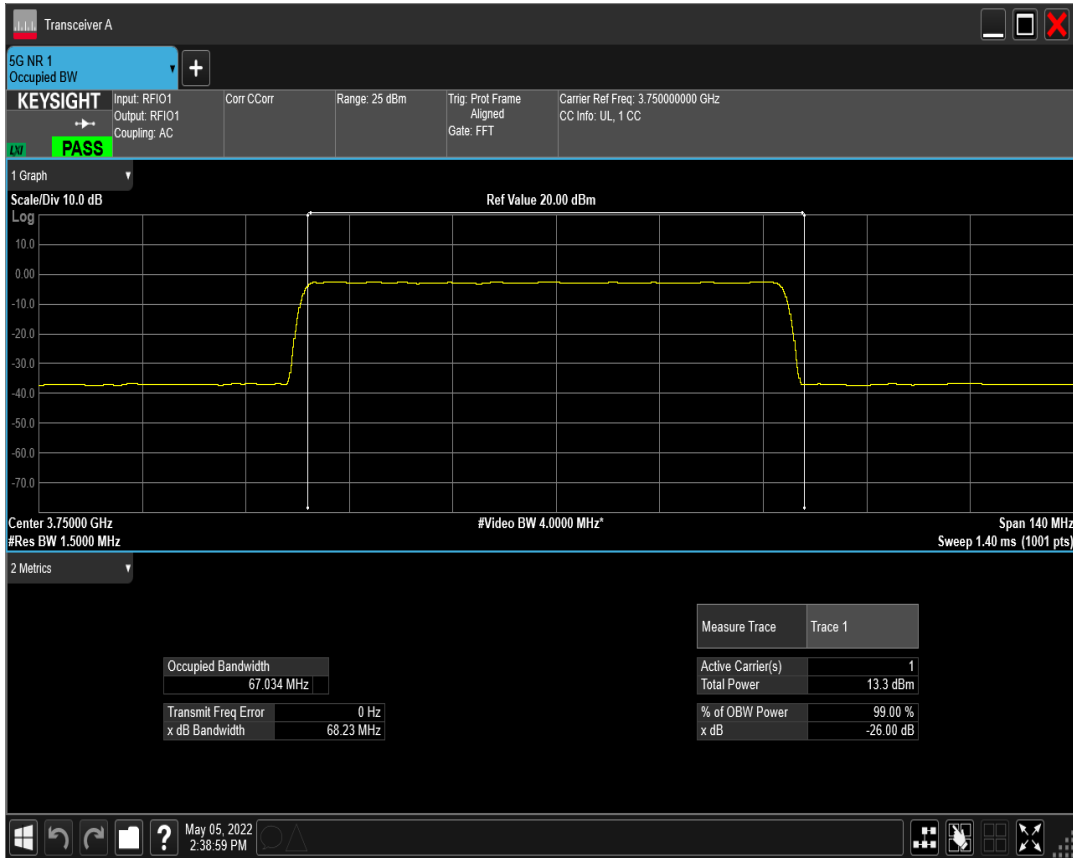 Transceiver A
5G NR 1
Occupied BW
KEYSIGHT
LXI
PASS
Input: RFIO1
Output: RFIO1
Coupling: AC
Corr CCorr
Range: 25 dBm
Trig: Prot Frame
Aligned
Gate: FFT
Carrier Ref Freq: 3.750000000 GHz
CC Info: UL, 1 CC
1 Graph
Scale/Div 10.0 dB
Ref Value 20.00 dBm
Log
10.0
0.00
-10.0
-20.0
-30.0
-40.0
-50.0
-60.0
-70.0
Center 3.75000 GHz
#Video BW 4.0000 MHz*
Span 140 MHz
#Res BW 1.5000 MHz
Sweep 1.40 ms (1001 pts)
2 Metrics
Measure Trace Trace 1
Occupied Bandwidth
67.034 MHz
Active Carrier(s) 1
Total Power 13.3 dBm
Transmit Freq Error 0 Hz
x dB Bandwidth 68.23 MHz
% of OBW Power 99.00 %
x dB -26.00 dB
?
May 05, 2022
2:38:59 PM